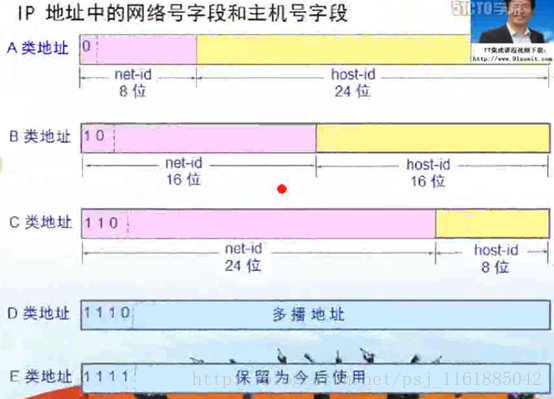 IP 地址中的网络号字段和主机号字段
51CTO学院
IT集成课程视频下载:
http://www.91xueit.com
A 类地址
0
net-id
8 位
host-id
24 位
B 类地址
1 0
net-id
16 位
host-id
16 位
C 类地址
1 1 0
net-id
24 位
host-id
8 位
D 类地址
1 1 1 0
多 播 地 址
E 类地址
1 1 1 1
保 留 为 今 后 使 用
http://blog.csdn.net/psj_1161885042